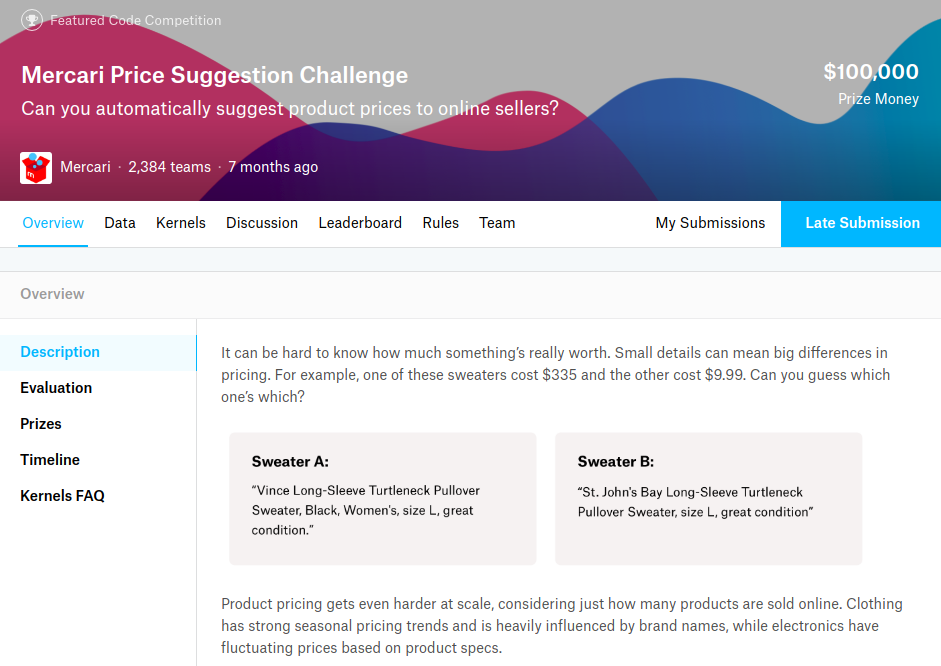 Featured Code Competition
Mercari Price Suggestion Challenge
$100,000
Can you automatically suggest product prices to online sellers?
Prize Money
Mercari · 2,384 teams · 7 months ago
Overview Data Kernels Discussion Leaderboard Rules Team My Submissions Late Submission
Overview
Description
Evaluation
Prizes
Timeline
Kernels FAQ
It can be hard to know how much something's really worth. Small details can mean big differences in
pricing. For example, one of these sweaters cost $335 and the other cost $9.99. Can you guess which
one's which?
Sweater A:
"Vince Long-Sleeve Turtleneck Pullover
Sweater, Black, Women's, size L, great
condition."
Sweater B:
"St. John's Bay Long-Sleeve Turtleneck
Pullover Sweater, size L, great condition"
Product pricing gets even harder at scale, considering just how many products are sold online. Clothing
has strong seasonal pricing trends and is heavily influenced by brand names, while electronics have
fluctuating prices based on product specs.